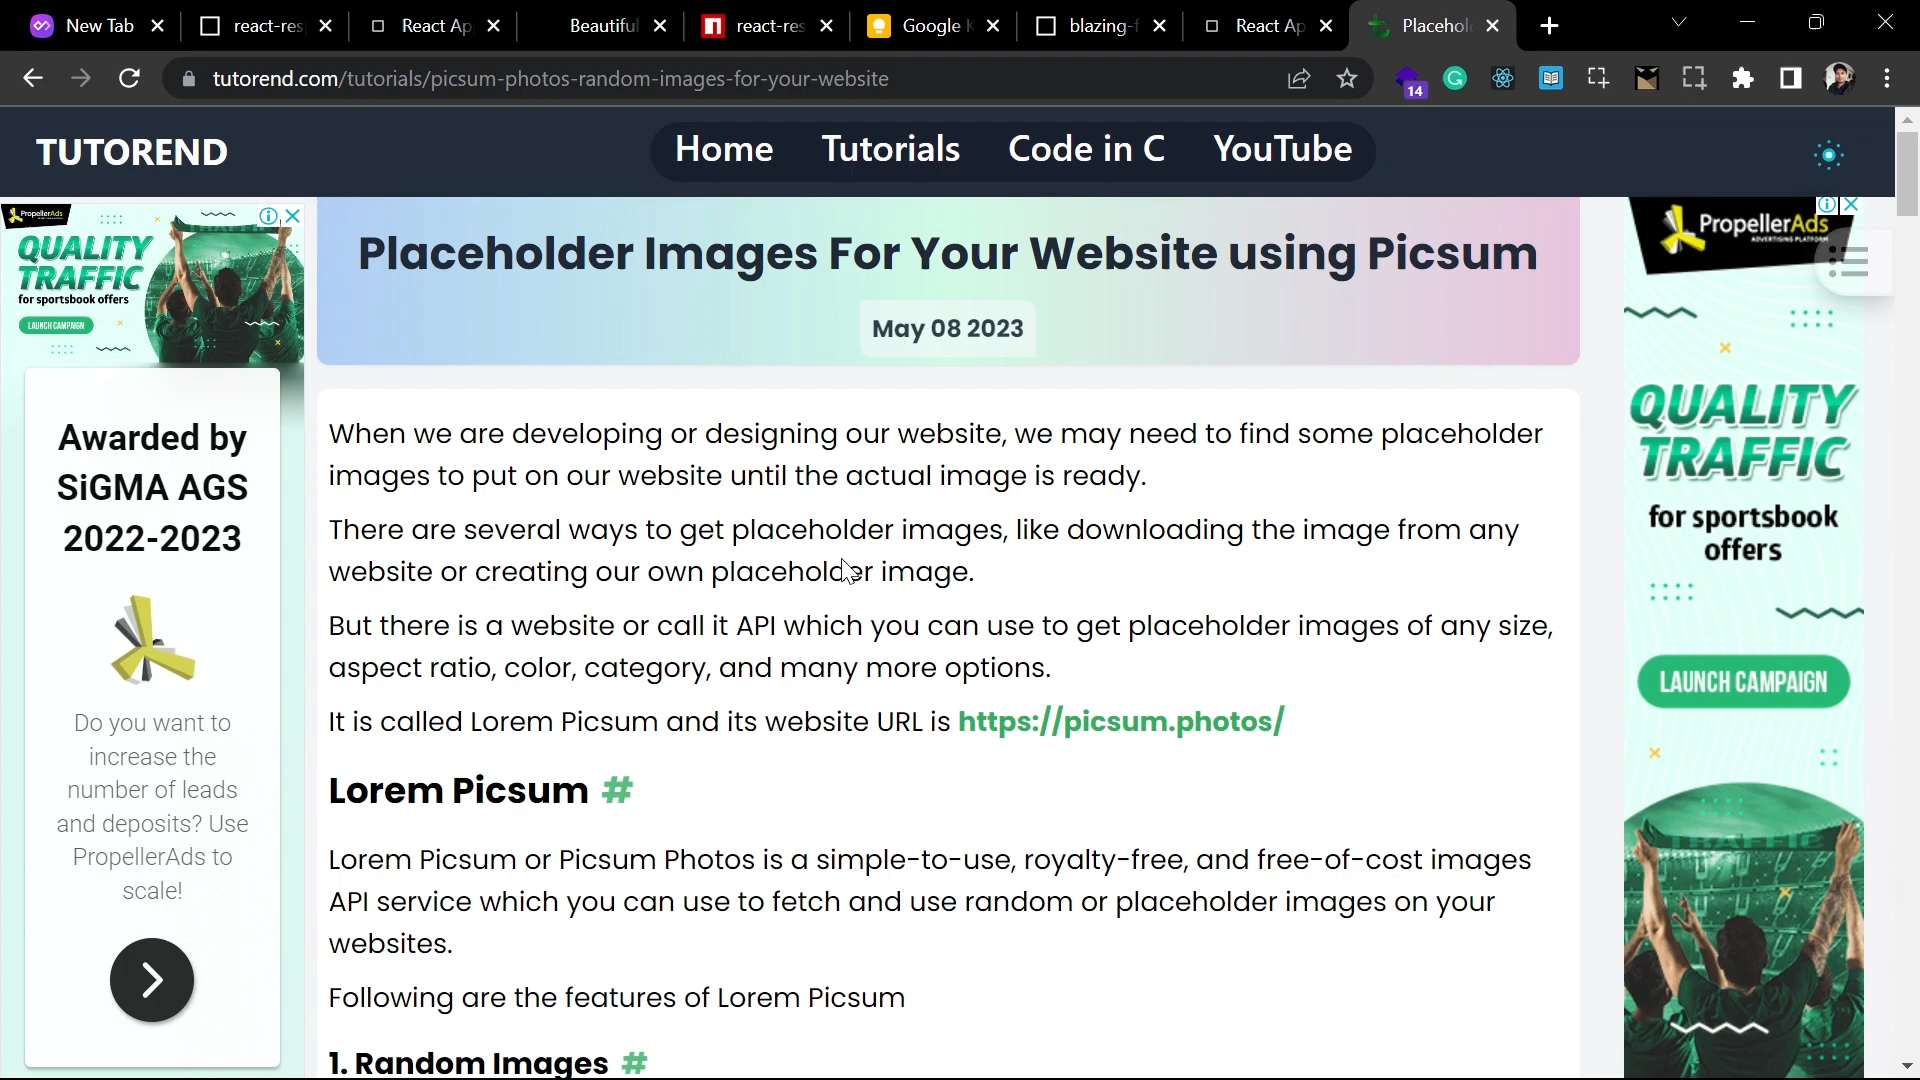 New Tab
react-res
React Ap
Beautiful
react-res
Google K
blazing-f
React Ap
Placehol
tutorend.com/tutorials/picsum-photos-random-images-for-your-website
14
TUTOREND
Home
Tutorials
Code in C
YouTube
PropellerAds
QUALITY
TRAFFIC
for sportsbook offers
LAUNCH CAMPAIGN
Awarded by
SiGMA AGS
2022-2023
Do you want to
increase the
number of leads
and deposits? Use
PropellerAds to
scale!
Placeholder Images For Your Website using Picsum
May 08 2023
When we are developing or designing our website, we may need to find some placeholder
images to put on our website until the actual image is ready.
There are several ways to get placeholder images, like downloading the image from any
website or creating our own placeholder image.
But there is a website or call it API which you can use to get placeholder images of any size,
aspect ratio, color, category, and many more options.
It is called Lorem Picsum and its website URL is https://picsum.photos/
Lorem Picsum #
Lorem Picsum or Picsum Photos is a simple-to-use, royalty-free, and free-of-cost images
API service which you can use to fetch and use random or placeholder images on your
websites.
Following are the features of Lorem Picsum
1. Random Images #
PropellerAds
ADVERTISING PLATFORM
QUALITY
TRAFFIC
for sportsbook
offers
LAUNCH CAMPAIGN